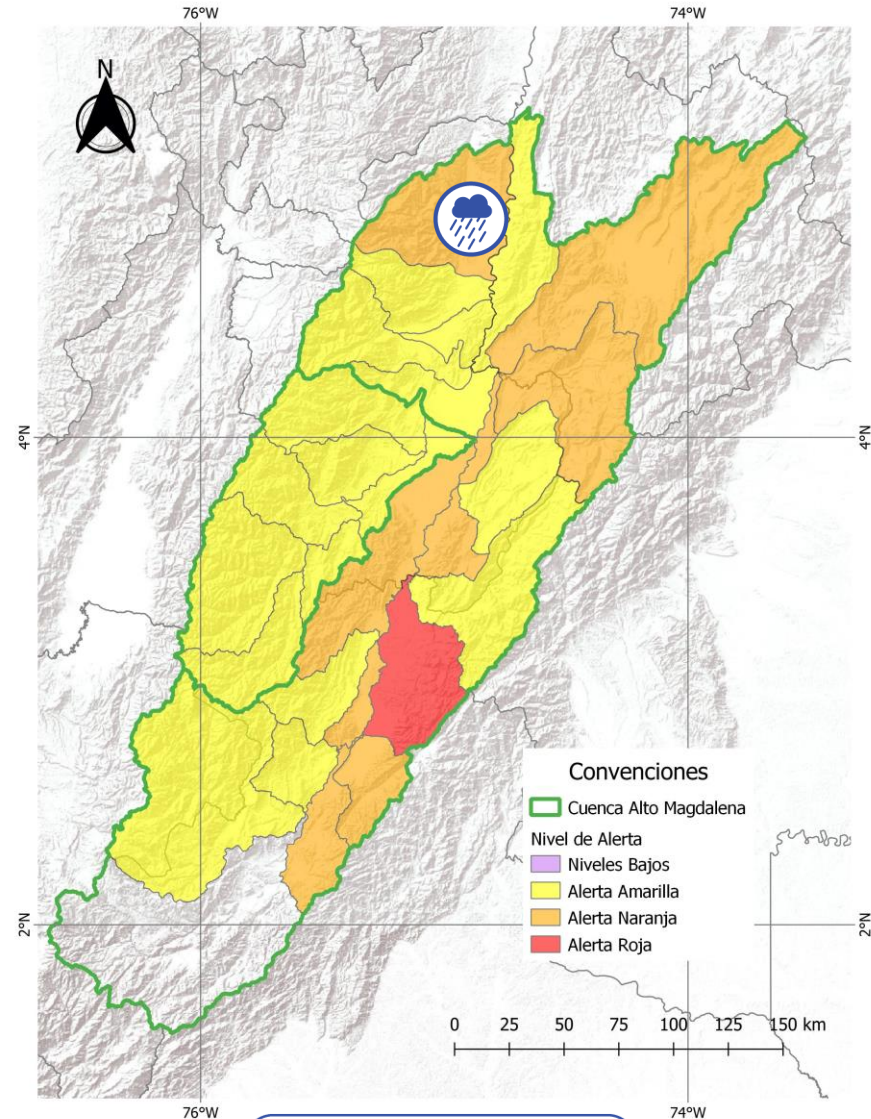 76°W
74°W
N
4°N
4°N
2°N
2°N
Convenciones
Cuenca Alto Magdalena
Nivel de Alerta
Niveles Bajos
Alerta Amarilla
Alerta Naranja
Alerta Roja
0 25 50 75 100 125 150 km
76°W
74°W